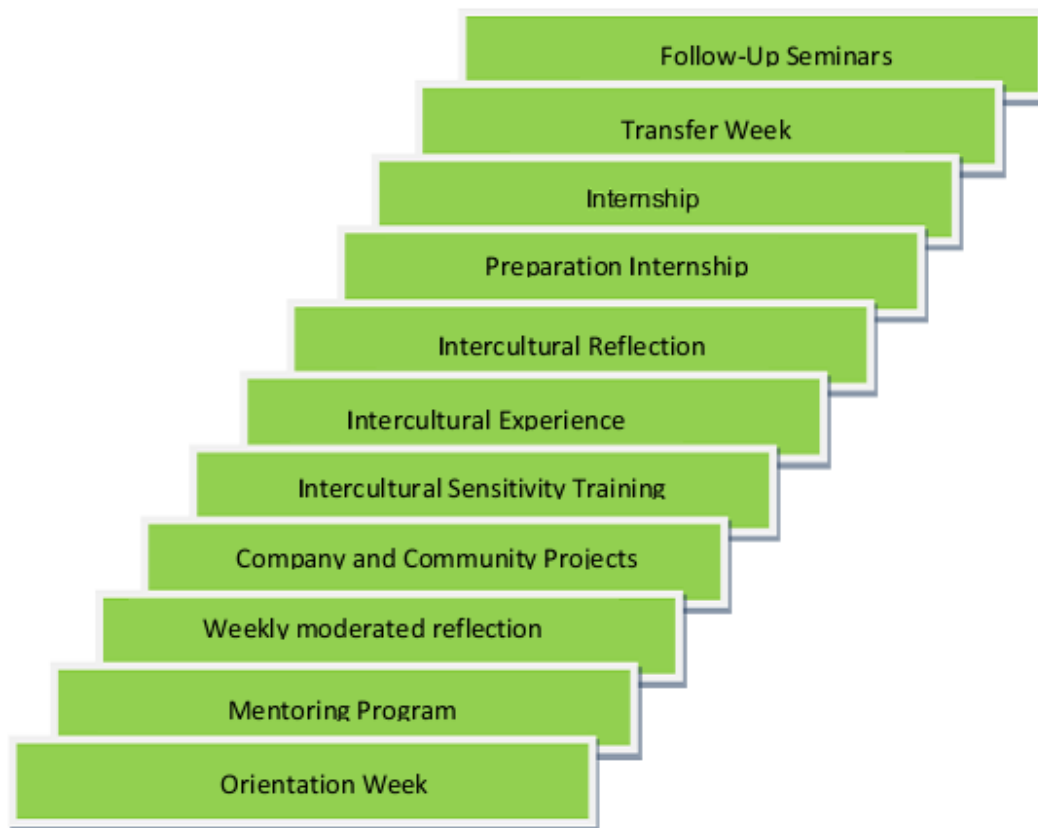 Follow-Up Seminars
Transfer Week
Internship
Preparation Internship
Intercultural Reflection
Intercultural Experience
Intercultural Sensitivity Training
Company and Community Projects
Weekly moderated reflection
Mentoring Program
Orientation Week